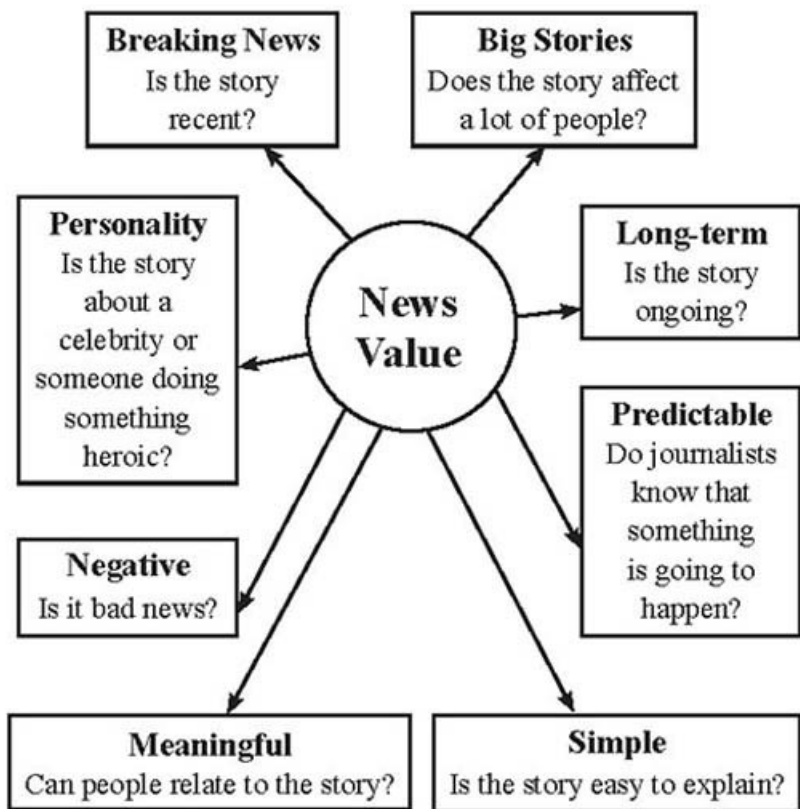 Breaking News
Is the story
recent?
Big Stories
Does the story affect
a lot of people?
Personality
Is the story
about a
celebrity or
someone doing
something
heroic?
News
Value
Long-term
Is the story
ongoing?
Predictable
Do journalists
know that
something
is going to
happen?
Negative
Is it bad news?
Meaningful
Can people relate to the story?
Simple
Is the story easy to explain?